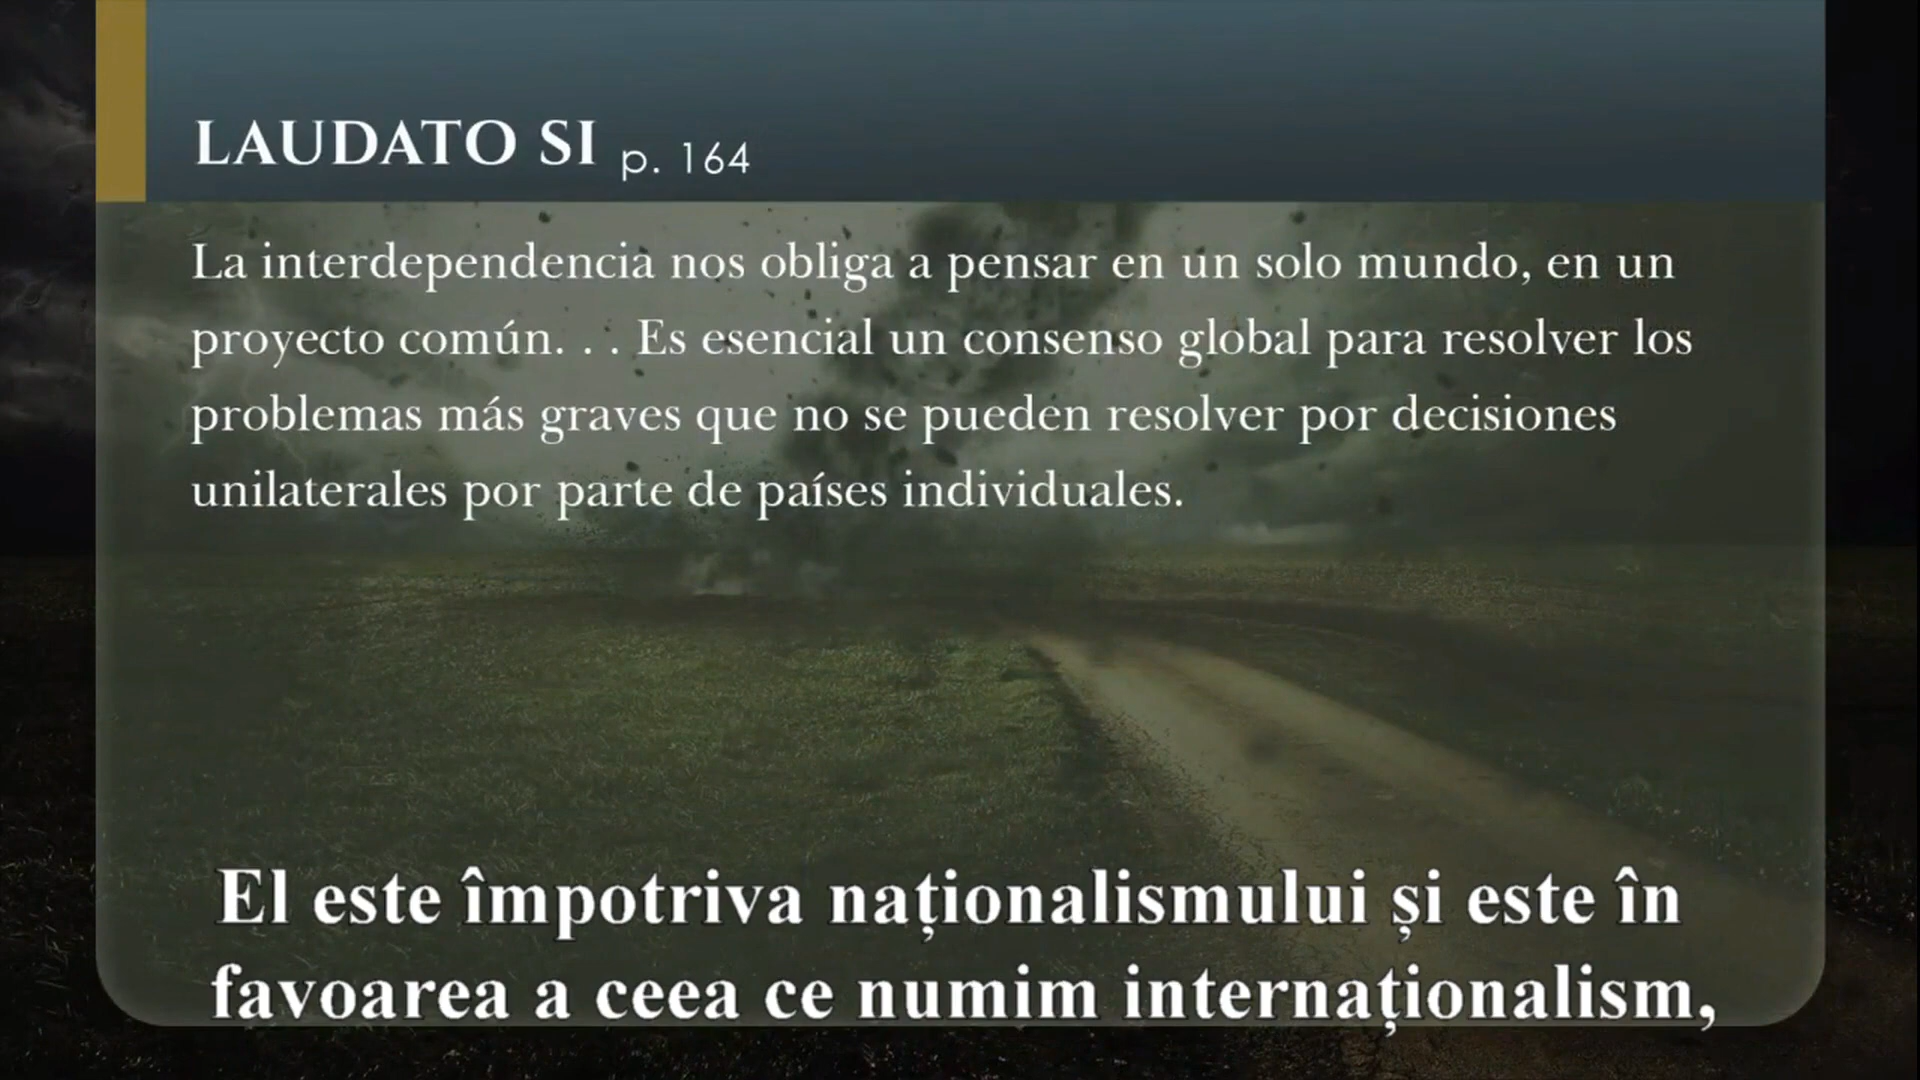 LAUDATO SI p. 164
La interdependencia nos obliga a pensar en un solo mundo, en un
proyecto común. . . Es esencial un consenso global para resolver los
problemas más graves que no se pueden resolver por decisiones
unilaterales por parte de países individuales.
El este împotriva naționalismului și este în
favoarea a ceea ce numim internaționalism,